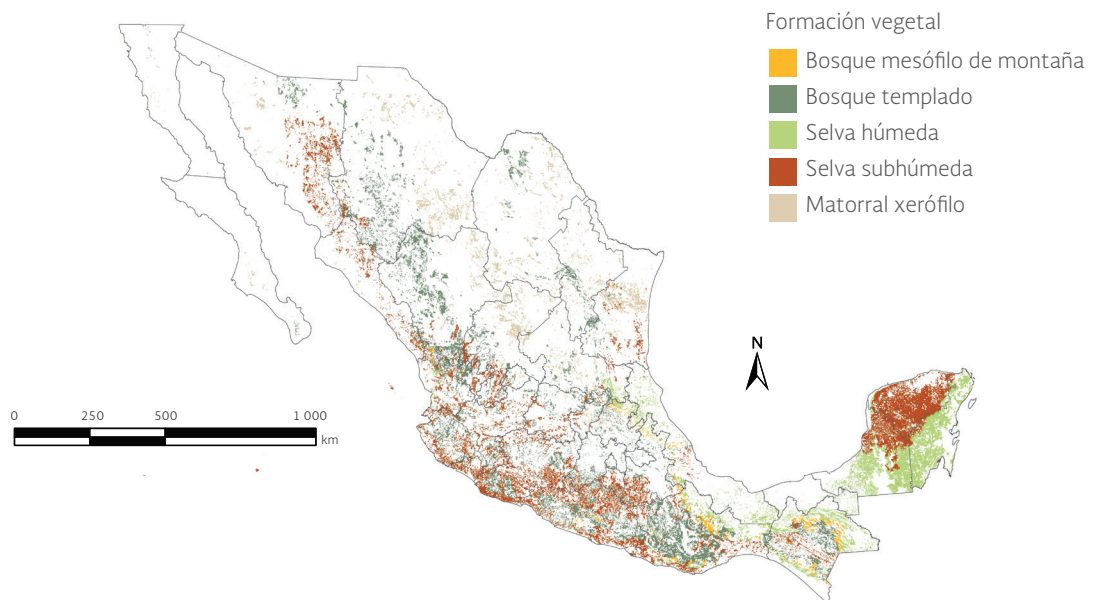 Formación vegetal
Bosque mesófilo de montaña
Bosque templado
Selva húmeda
Selva subhúmeda
Matorral xerófilo
N
0 250 500 1 000
km